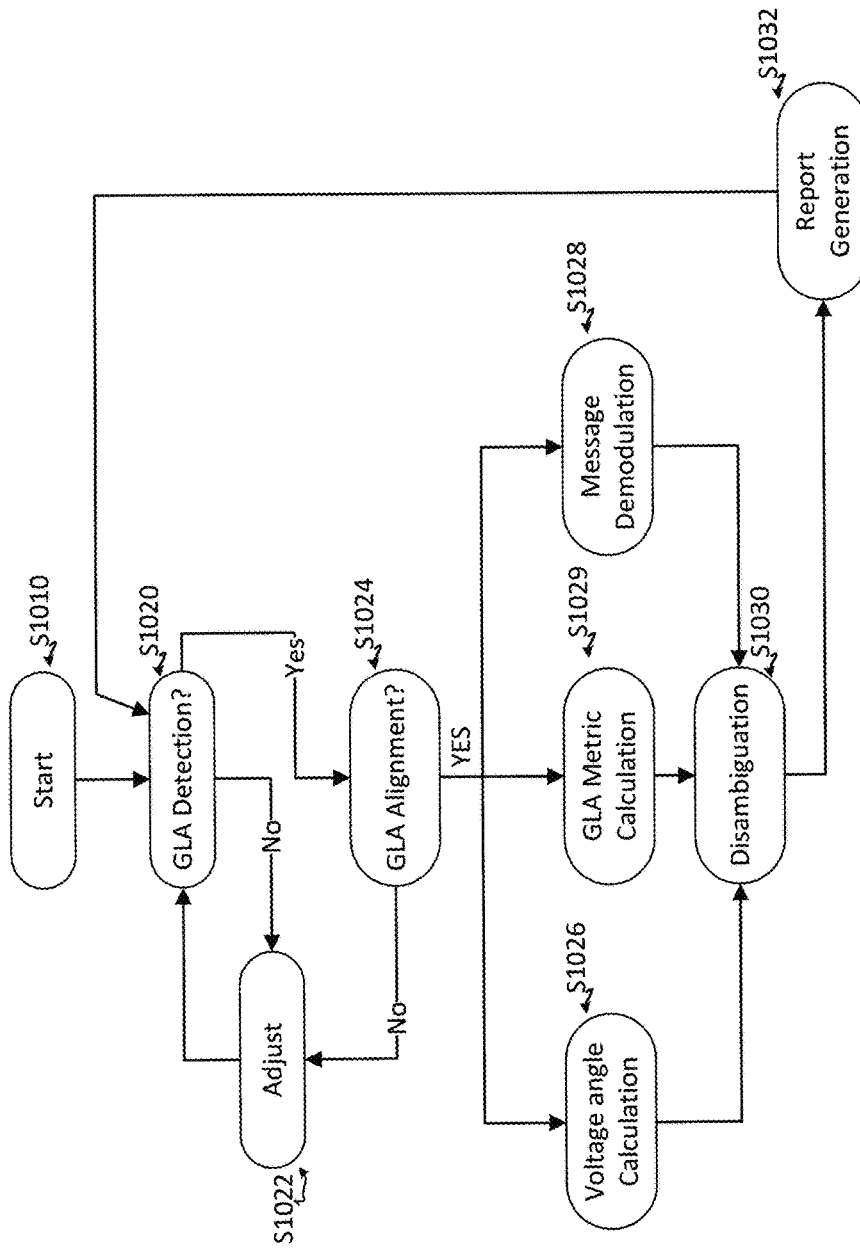 Start
S1010
GLA Detection?
S1020
No
Yes
Adjust
S1022
GLA Alignment?
S1024
No
YES
Voltage angle
Calculation
S1026
GLA Metric
Calculation
S1029
Message
Demodulation
S1028
Disambiguation
S1030
Report
Generation
S1032